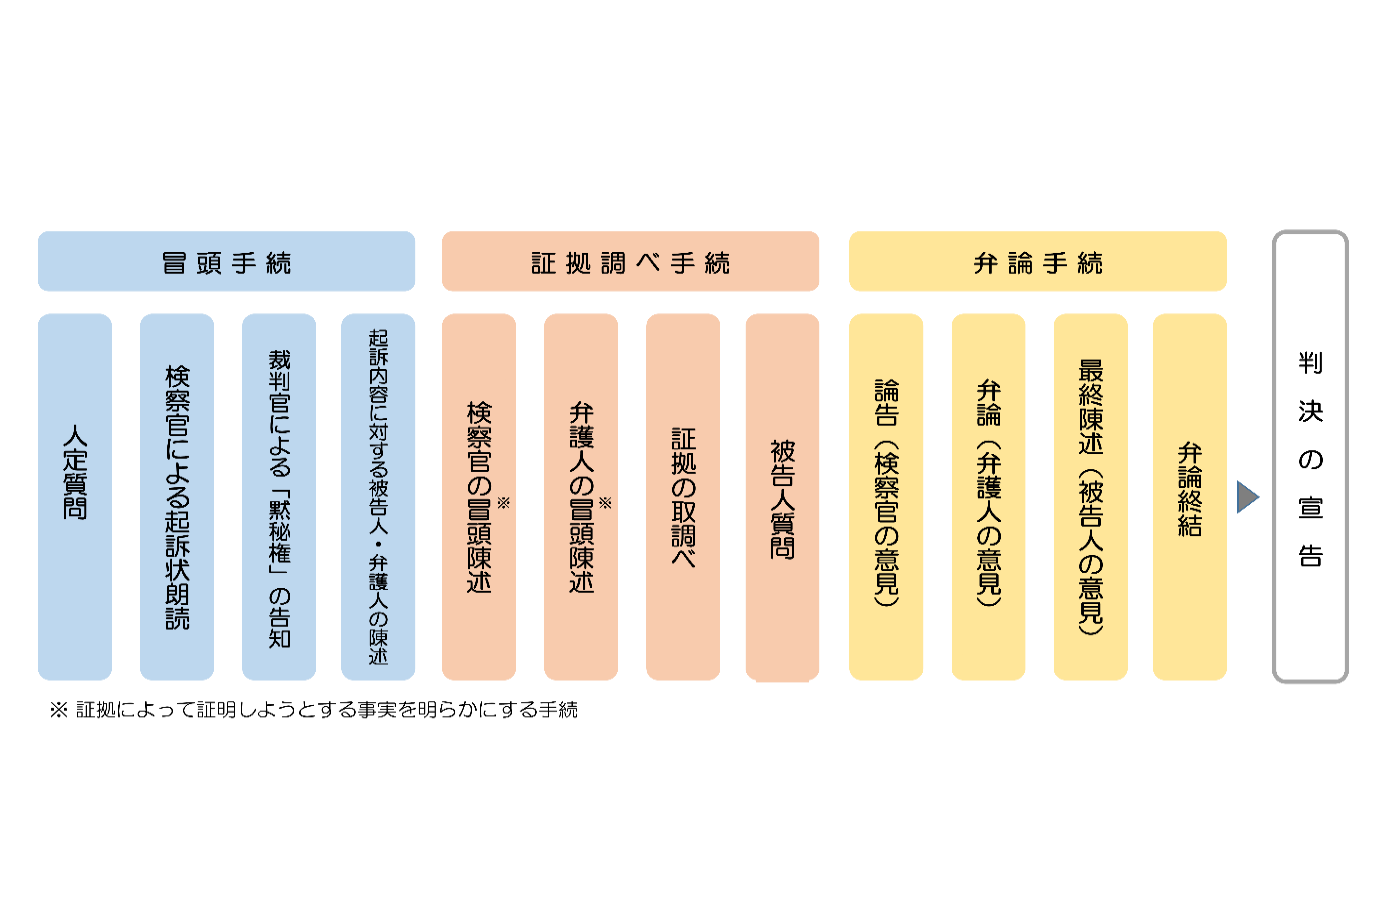 冒頭手続
人定質問
検察官による起訴状朗読
裁判官による「黙秘権」の告知
起訴内容に対する被告人・弁護人の陳述
証拠調べ手続
検察官の冒頭陳述※
弁護人の冒頭陳述※
証拠の取調べ
被告人質問
弁論手続
論告（検察官の意見）
弁論（弁護人の意見）
最終陳述（被告人の意見）
弁論終結
判決の宣告
※ 証拠によって証明しようとする事実を明らかにする手続